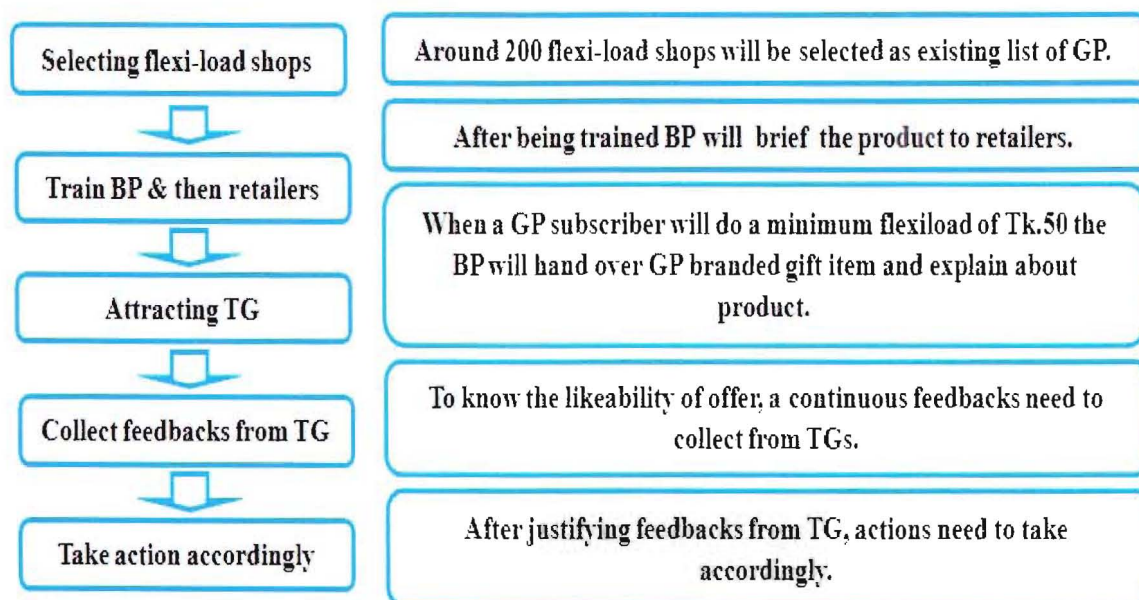 Selecting flexi-load shops
Around 200 flexi-load shops will be selected as existing list of GP.
Train BP & then retailers
After being trained BP will brief the product to retailers.
Attracting TG
When a GP subscriber will do a minimum flexiload of Tk.50 the
BP will hand over GP branded gift item and explain about
product.
Collect feedbacks from TG
To know the likeability of offer, a continuous feedbacks need to
collect from TGs.
Take action accordingly
After justifying feedbacks from TG, actions need to take
accordingly.